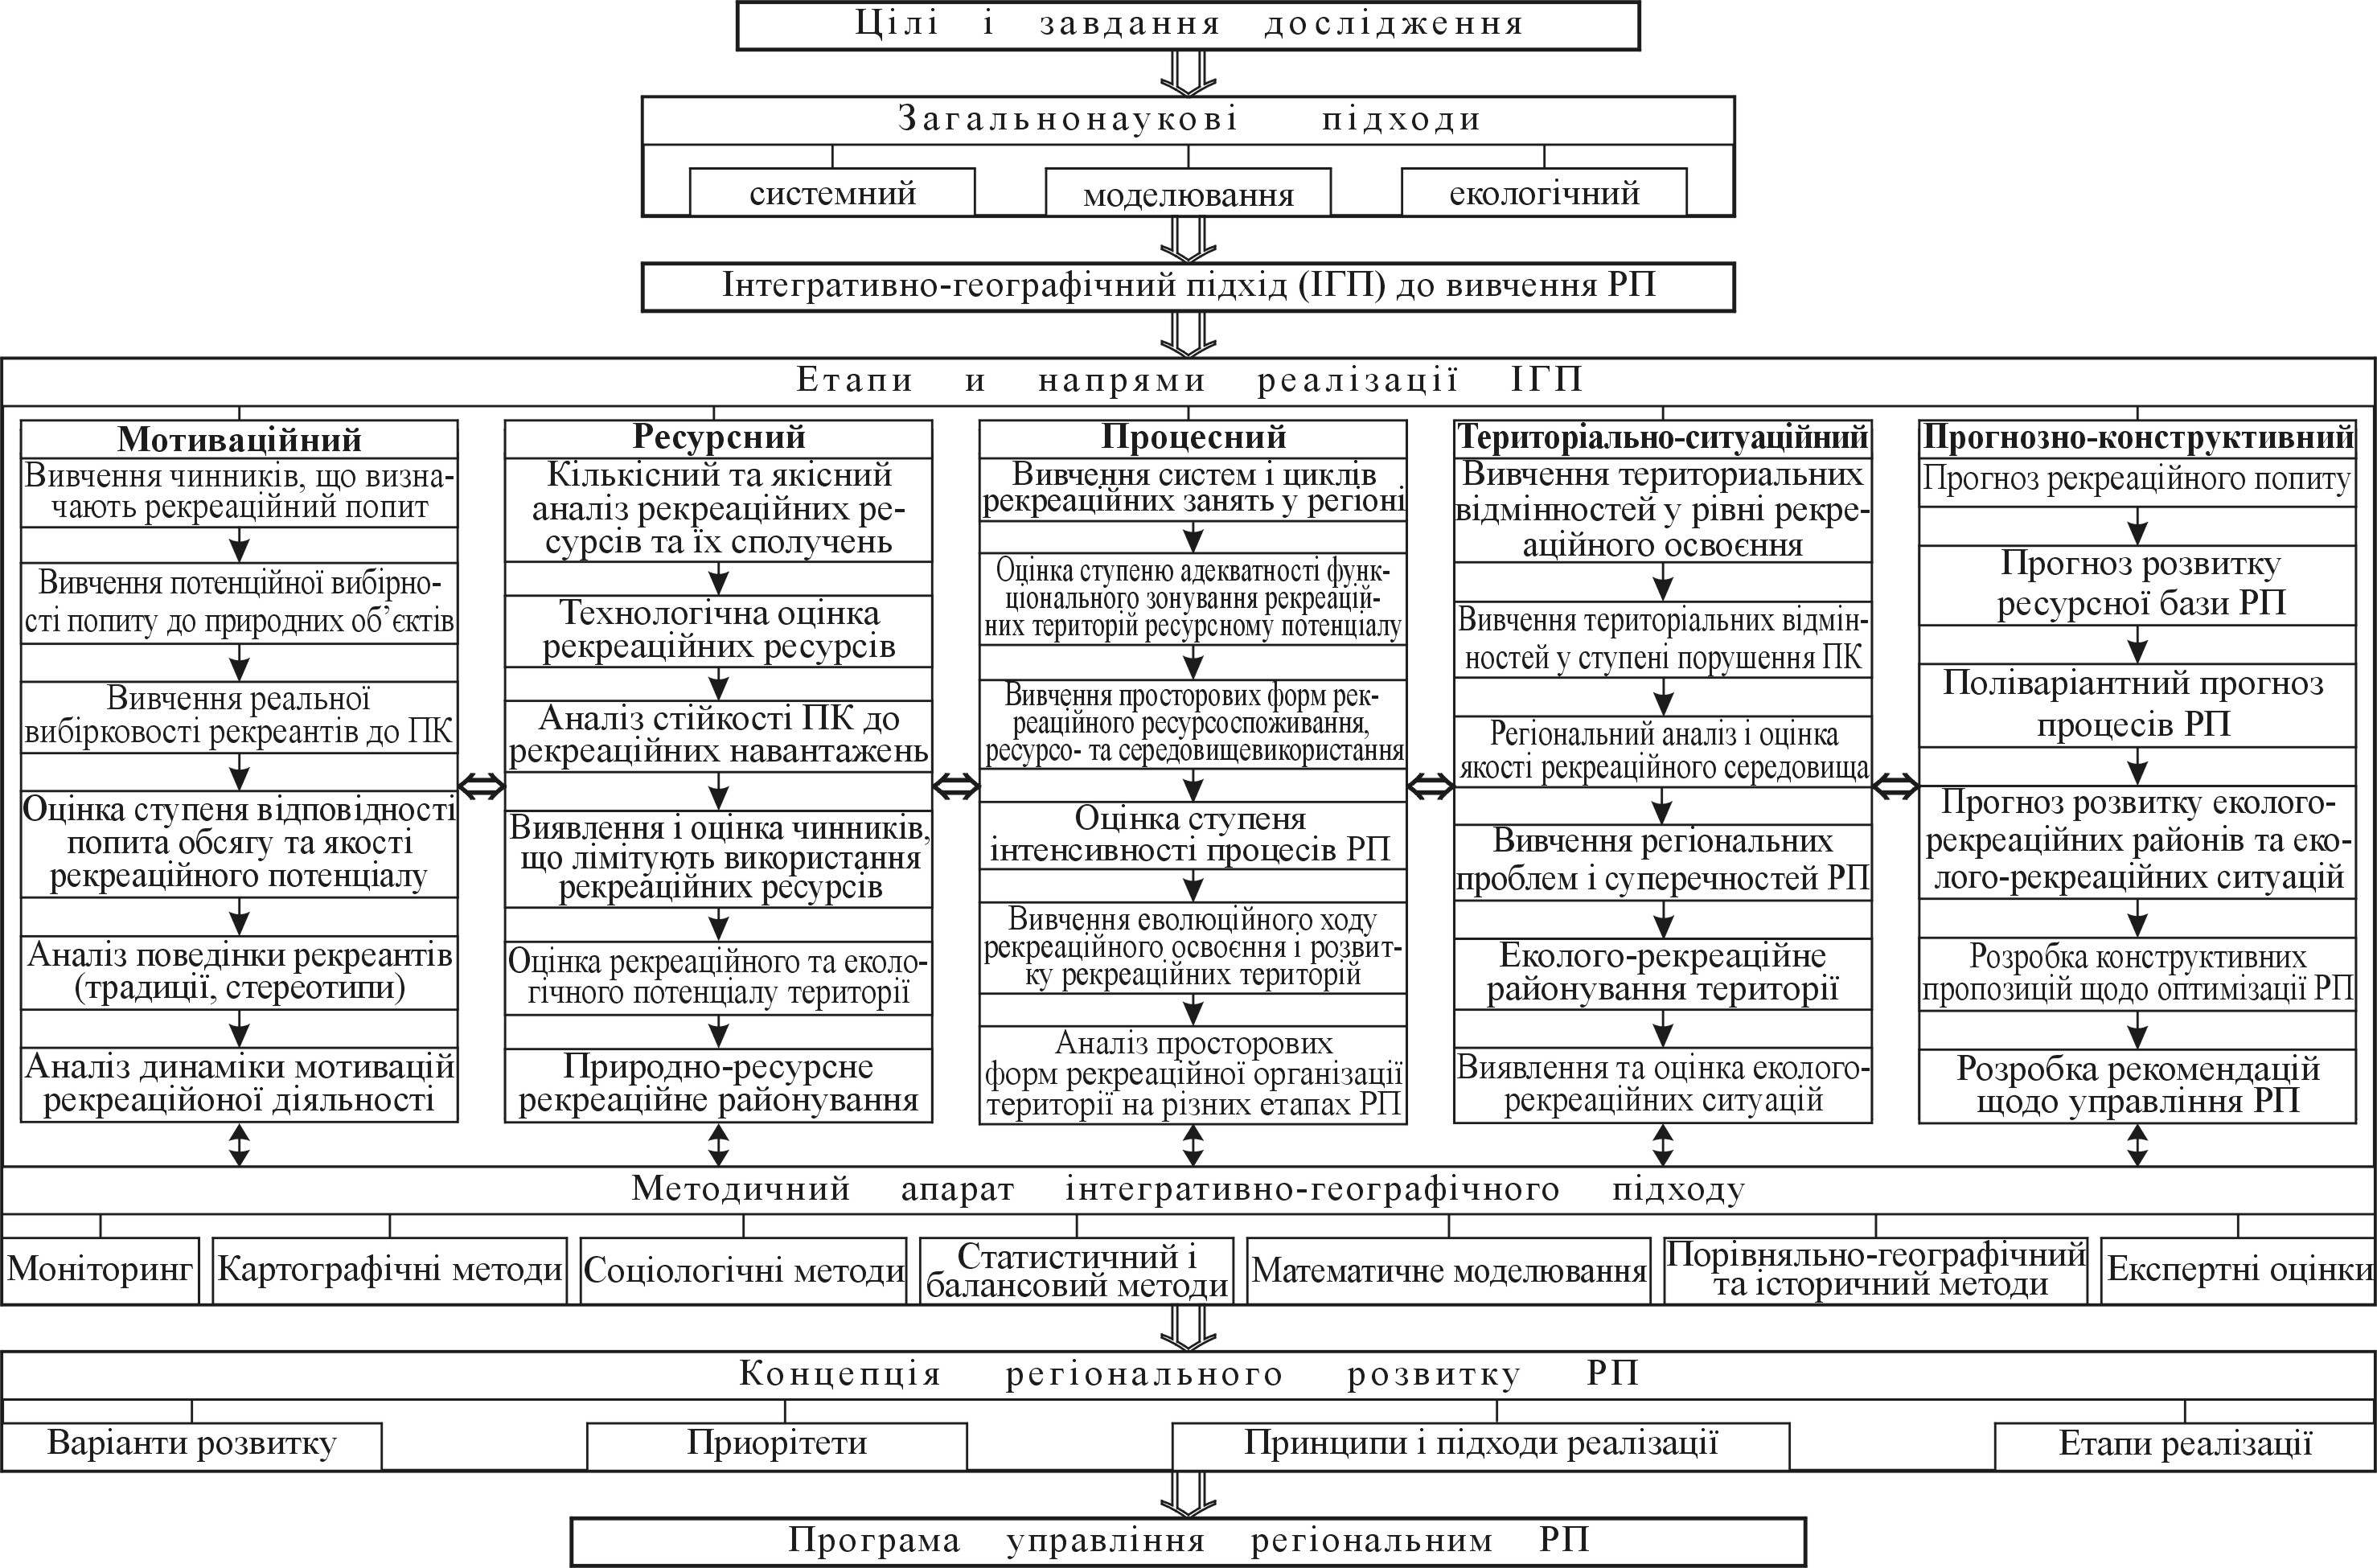 Цілі і завдання дослідження
Загальнонаукові підходи
системний
моделювання
екологічний
Інтегративно-географічний підхід (ІГП) до вивчення РП
Етапи и напрями реалізації ІГП
Мотиваційний
Вивчення чинників, що визна-
чають рекреаційний попит
Вивчення потенційної вибірно-
сті попиту до природних об’єктів
Вивчення реальної
вибірковості рекреантів до ПК
Оцінка ступеня відповідності
попита обсягу та якості
рекреаційного потенціалу
Аналіз поведінки рекреантів
(традиції, стереотипи)
Аналіз динаміки мотивацій
рекреаційоної діяльності
Ресурсний
Кількісний та якісний
аналіз рекреаційних ре-
сурсів та їх сполучень
Технологічна оцінка
рекреаційних ресурсів
Аналіз стійкості ПК до
рекреаційних навантажень
Виявлення і оцінка чинників,
що лімітують використання
рекреаційних ресурсів
Оцінка рекреаційного та еколо-
гічного потенціалу території
Природно-ресурсне
рекреаційне районування
Процесний
Вивчення систем і циклів
рекреаційних занять у регіоні
Оцінка ступеню адекватності функ-
ціонального зонування рекреацій-
них територій ресурсному потенціалу
Вивчення просторових форм рек-
реаційного ресурсоспоживання,
ресурсо- та середовищевикористання
Оцінка ступеня
інтенсивності процесів РП
Вивчення еволюційного ходу
рекреаційного освоєння і розвит-
ку рекреаційних територій
Аналіз просторових
форм рекреаційної організації
території на різних етапах РП
Територіально-ситуаційний
Вивчення териториальних
відмінностей у рівні рекре-
аційного освоєння
Вивчення територіальних відмін-
ностей у ступені порушення ПК
Регіональний аналіз і оцінка
якості рекреаційного середовища
Вивчення регіональних
проблем і суперечностей РП
Еколого-рекреаційне
районування території
Виявлення та оцінка еколого-
рекреаційних ситуацій
Прогнозно-конструктивний
Прогноз рекреаційного попиту
Прогноз розвитку
ресурсної бази РП
Поліваріантний прогноз
процесів РП
Прогноз розвитку еколого-
рекреаційних районів та еко-
лого-рекреаційних ситуацій
Розробка конструктивних
пропозицій щодо оптимізації РП
Розробка рекомендацій
щодо управління РП
Методичний апарат інтегративно-географічного підходу
Моніторинг
Картографічні методи
Соціологічні методи
Статистичний і
балансовий методи
Математичне моделювання
Порівняльно-географічний
та історичний методи
Експертні оцінки
Концепція регіонального розвитку РП
Варіанти розвитку
Приорітети
Принципи і підходи реалізації
Етапи реалізації
Програма управління регіональним РП